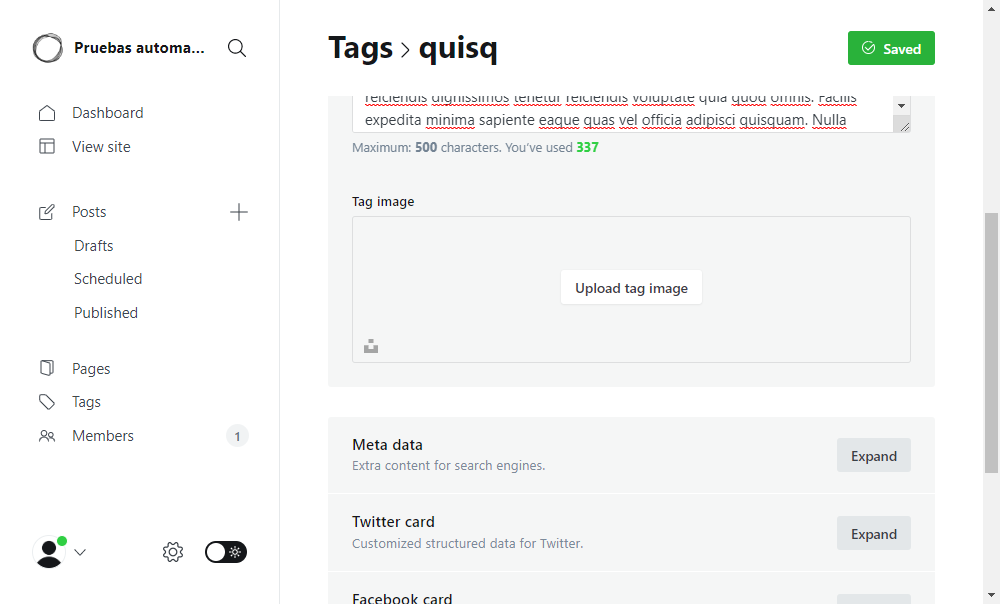 Pruebas automa...
Dashboard
View site
Posts
Drafts
Scheduled
Published
Pages
Tags
Members
1
Tags > quisq
Saved
reiciendis dignissimos tenetur reiciendis voluptate quia quod omnis. Facilis
expedita minima sapiente eaque quas vel officia adipisci quisquam. Nulla
Maximum: 500 characters. You've used 337
Tag image
Upload tag image
Meta data
Extra content for search engines.
Expand
Twitter card
Customized structured data for Twitter.
Expand
Facebook card